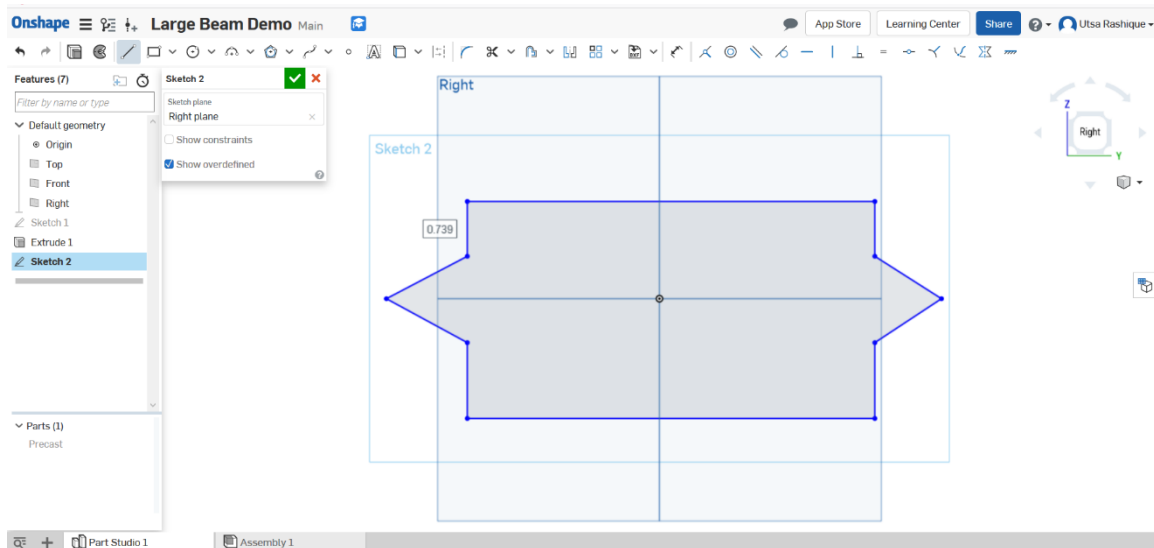 Onshape Large Beam Demo Main App Store Learning Center Share Utsa Rashique
Features (7)
Filter by name or type
Default geometry
Origin
Top
Front
Right
Sketch 1
Extrude 1
Sketch 2
Parts (1)
Precast
Sketch 2
Sketch plane
Right plane
Show constraints
Show overdefined
Right
Sketch 2
0.739
Z
Right
Y
Part Studio 1 Assembly 1